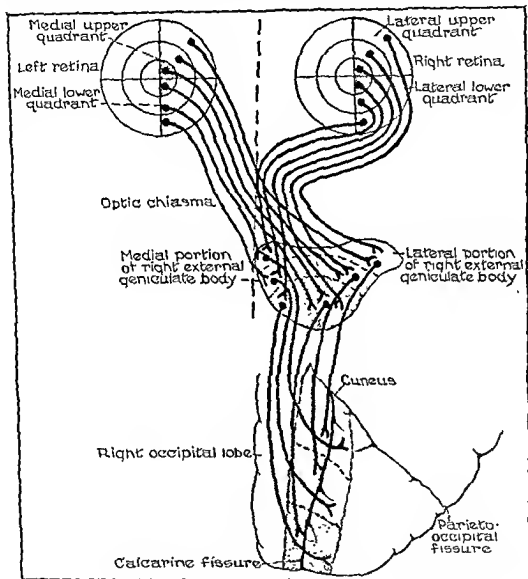 Medial upper
quadrant
Left retina
Medial lower
quadrant
Lateral upper
quadrant
Right retina
Lateral lower
quadrant
Optic chiasma
Medial portion
of right external
geniculate body
Lateral portion
of right external
geniculate body
Cuneus
Right occipital lobe
Parieto-
occipital
fissure
Calcarine fissure